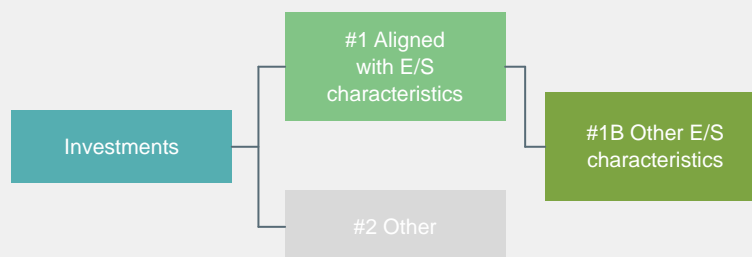 #1 Aligned
with E/S
characteristics
Investments
#1B Other E/S
characteristics
#2 Other